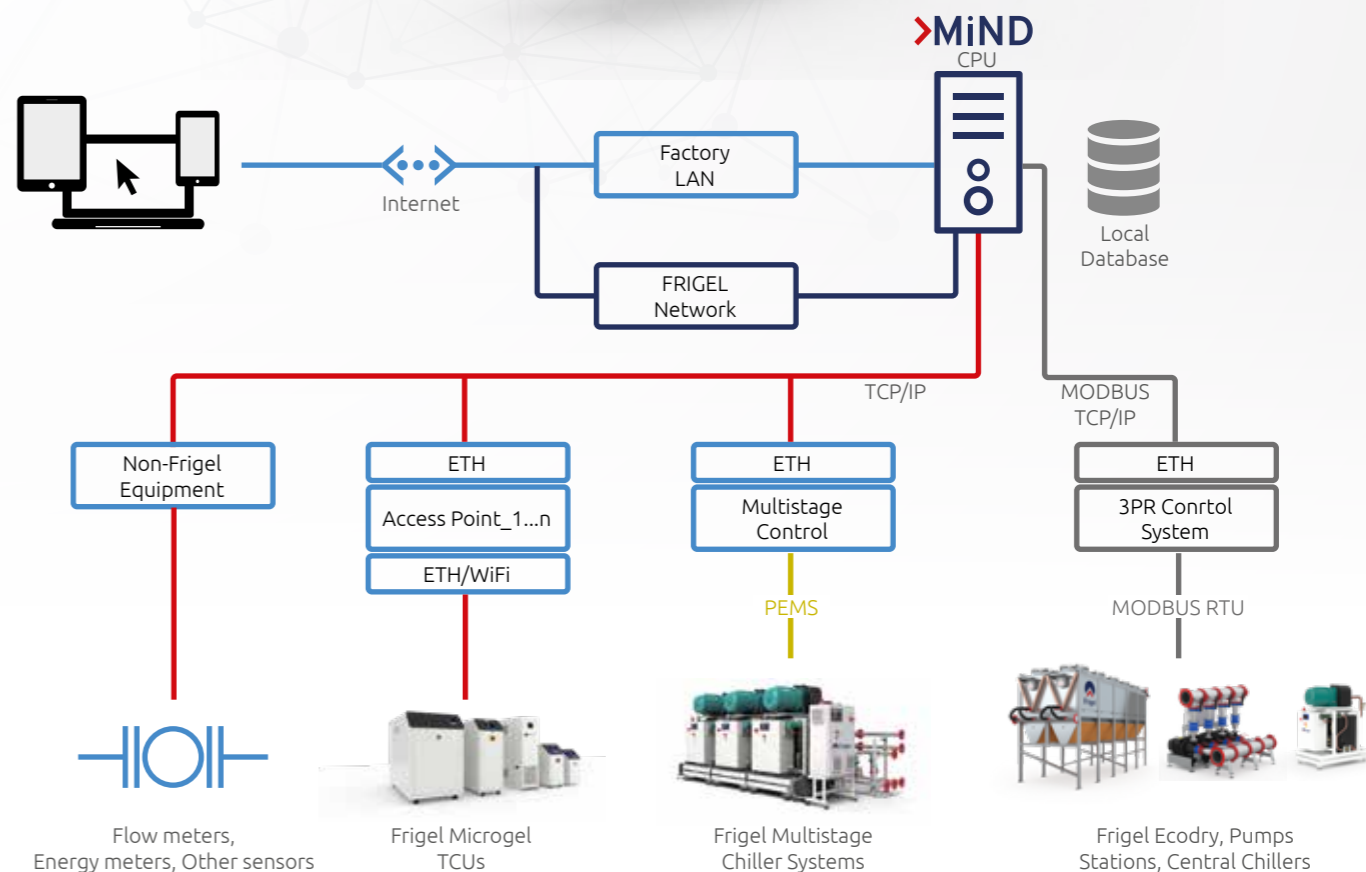 >MiND
CPU
Factory
LAN
Internet
Local
Database
FRIGEL
Network
TCP/IP
MODBUS
TCP/IP
Non-Frigel
Equipment
ETH
Access Point_1...n
ETH/WiFi
ETH
Multistage
Control
ETH
3PR Conrtol
System
PEMS
MODBUS RTU
Flow meters,
Energy meters, Other sensors
Frigel Microgel
TCUs
Frigel Multistage
Chiller Systems
Frigel Ecodry, Pumps
Stations, Central Chillers